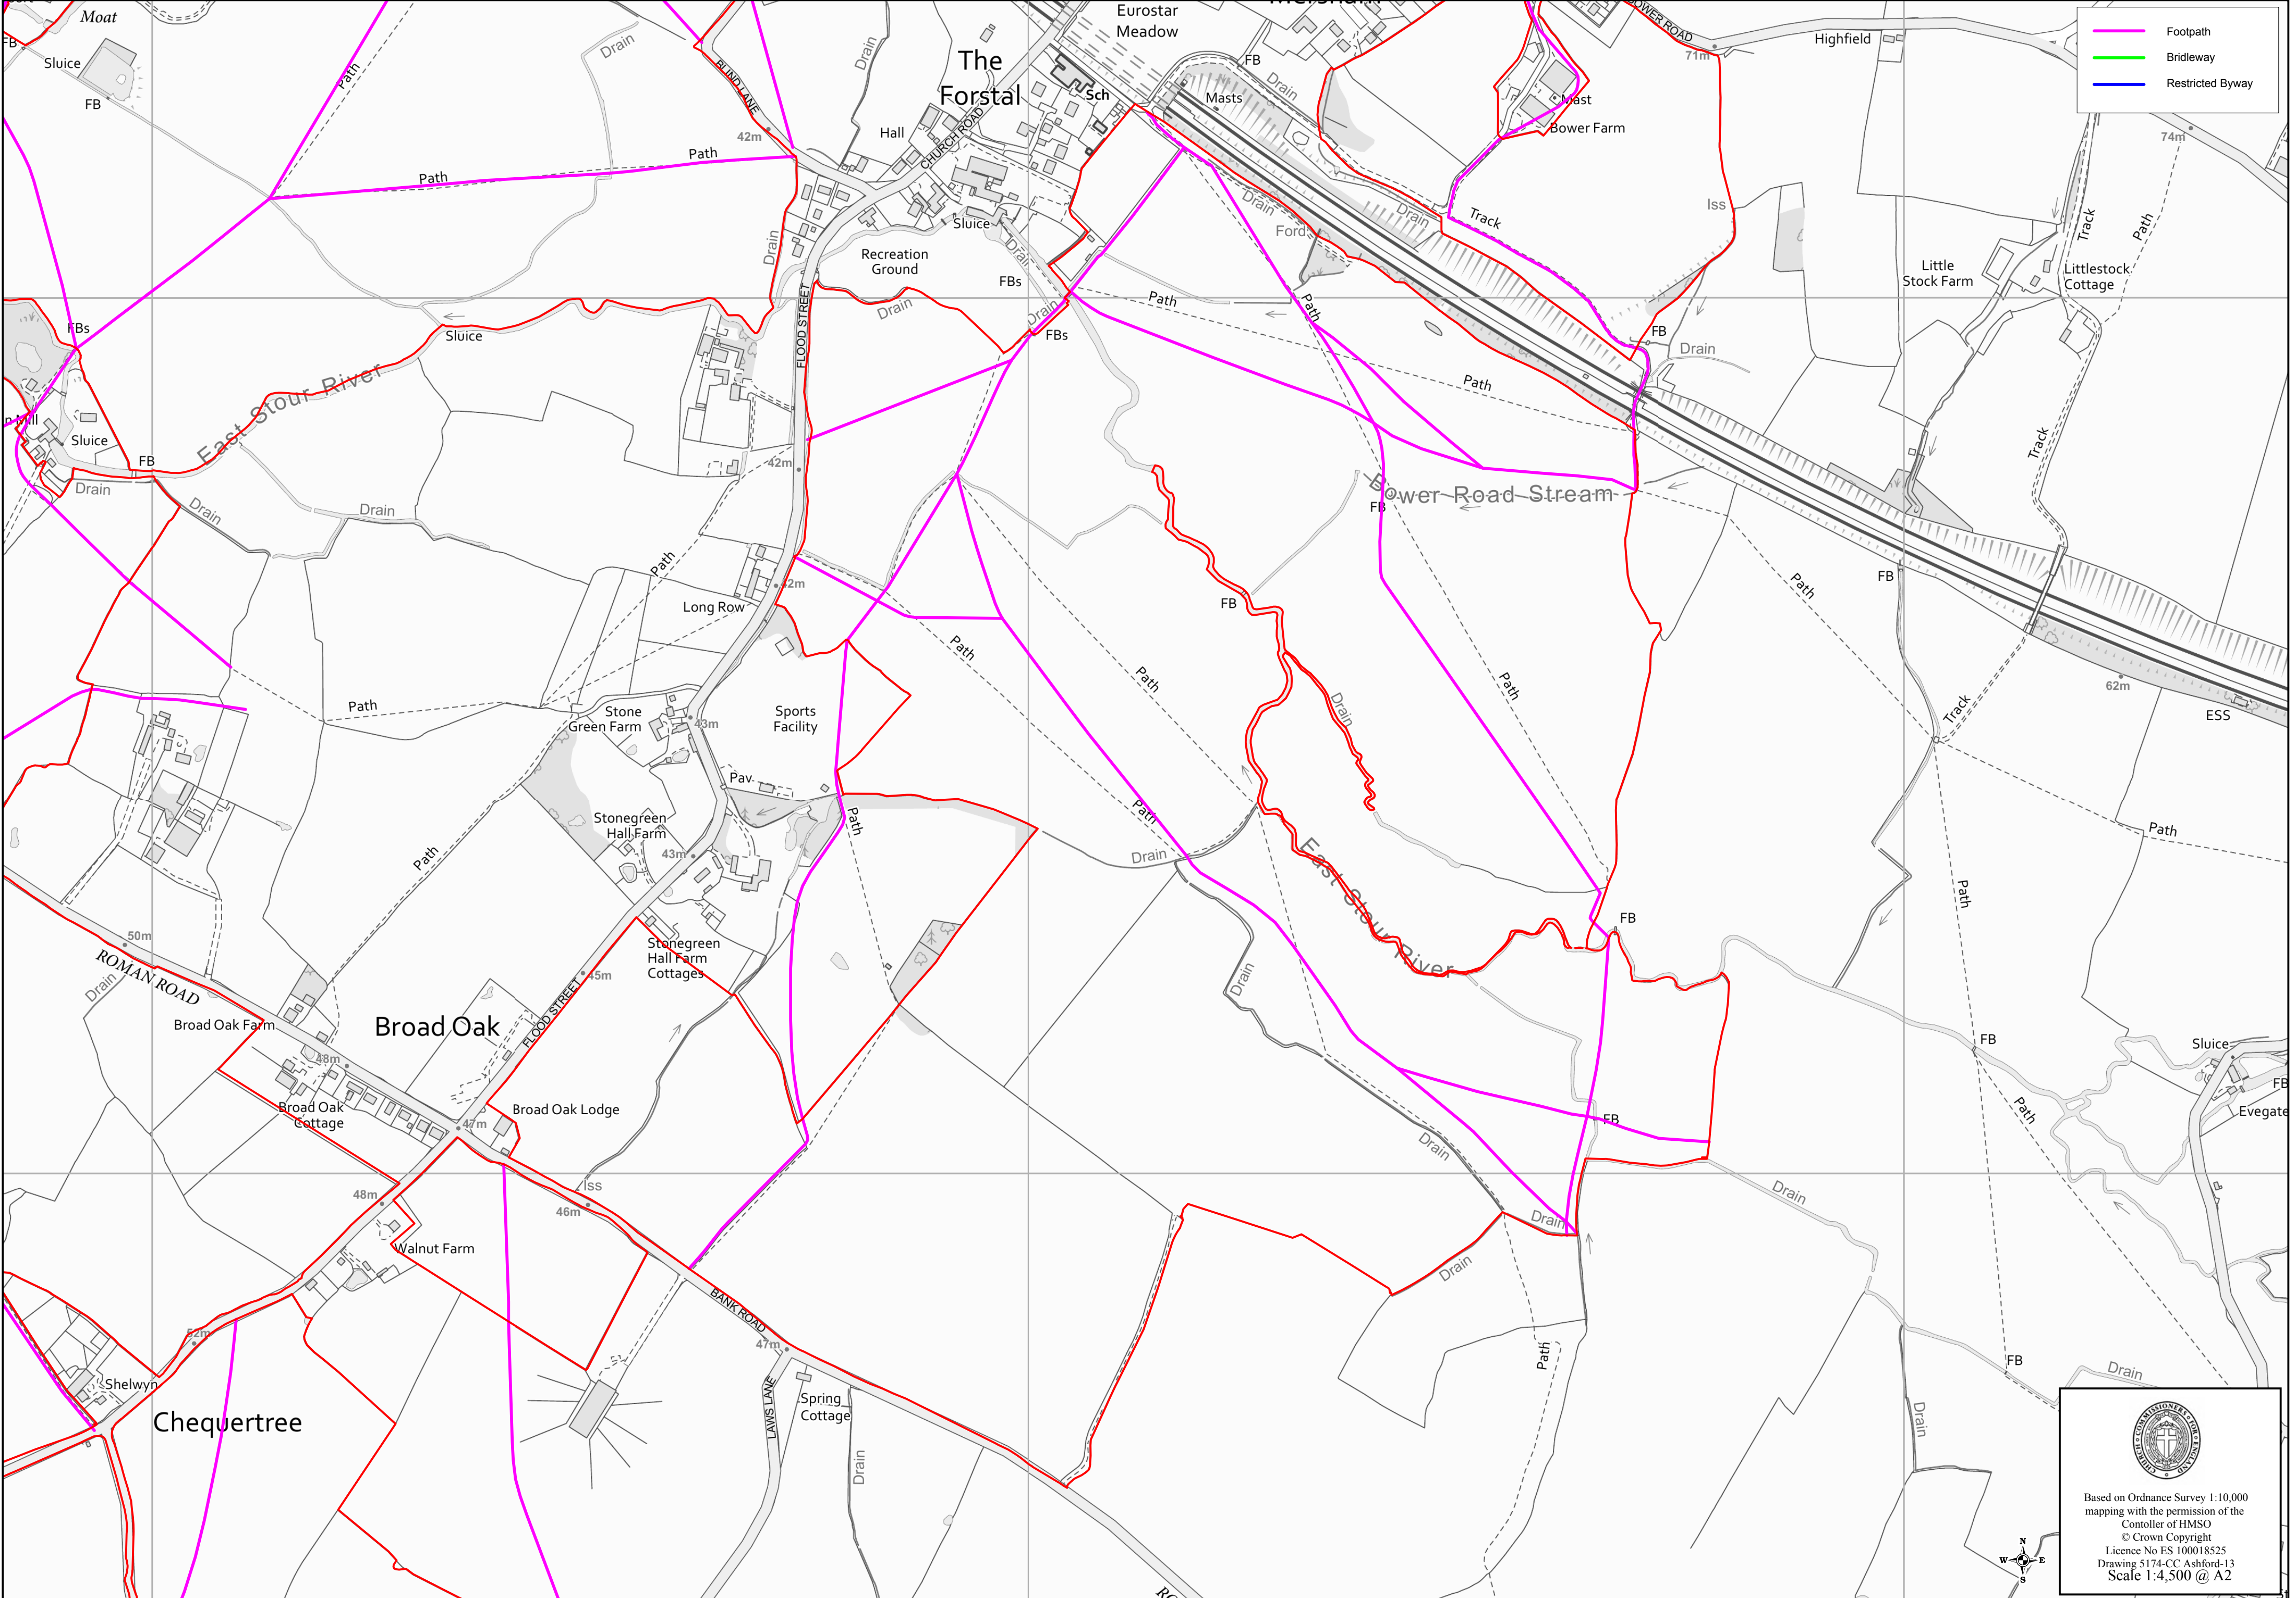 Moat
FB
Sluice
FB
Path
Drain
BLIND LANE
42m
Drain
Hall
The
Forstal
CHURCH ROAD
Sch
Eurostar
Meadow
Masts
FB
Drain
Mast
Bower Farm
BOWER ROAD
71m
Highfield
Footpath
Bridleway
Restricted Byway
74m
Path
Path
Drain
Sluice
Recreation
Ground
Drain
FBs
Drain
Drain
FBs
Drain
Ford
Drain
Track
Iss
Track
Path
Little
Stock Farm
Littlestock
Cottage
FBs
Sluice
East Stour River
FLOOD STREET
Path
Path
Path
FB
Drain
n Mill
Sluice
FB
Drain
Drain
Drain
42m
Bower Road Stream
FB
Track
Path
Long Row
42m
Path
Path
FB
Drain
Path
Path
FB
62m
ESS
Track
Path
Stone
Green Farm
43m
Sports
Facility
Pav
Path
Path
Drain
Stonegreen
Hall Farm
43m
Path
Path
East Stour River
FB
Path
50m
ROMAN ROAD
Drain
Broad Oak Farm
Broad Oak
FLOOD STREET
45m
Stonegreen
Hall Farm
Cottages
Drain
48m
Broad Oak
Cottage
47m
Broad Oak Lodge
FB
Drain
FB
Path
Sluice
FB
Evegate
48m
Iss
46m
Walnut Farm
Drain
Drain
Drain
52m
Shelwyn
Chequertree
BANK ROAD
47m
LAWS LANE
Spring
Cottage
Drain
Path
FB
Drain
Drain
CHURCH COMMISSIONERS FOR ENGLAND
Based on Ordnance Survey 1:10,000
mapping with the permission of the
Contoller of HMSO
© Crown Copyright
Licence No ES 100018525
Drawing 5174-CC Ashford-13
Scale 1:4,500 @ A2
N
W E
S